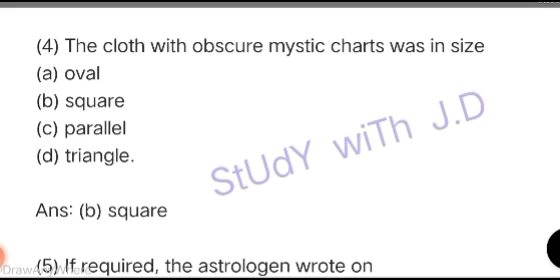 (4) The cloth with obscure mystic charts was in size
(a) oval
(b) square
(c) parallel
(d) triangle.
StUdY wiTh J.D
Ans: (b) square
(5) If required, the astrologen wrote on